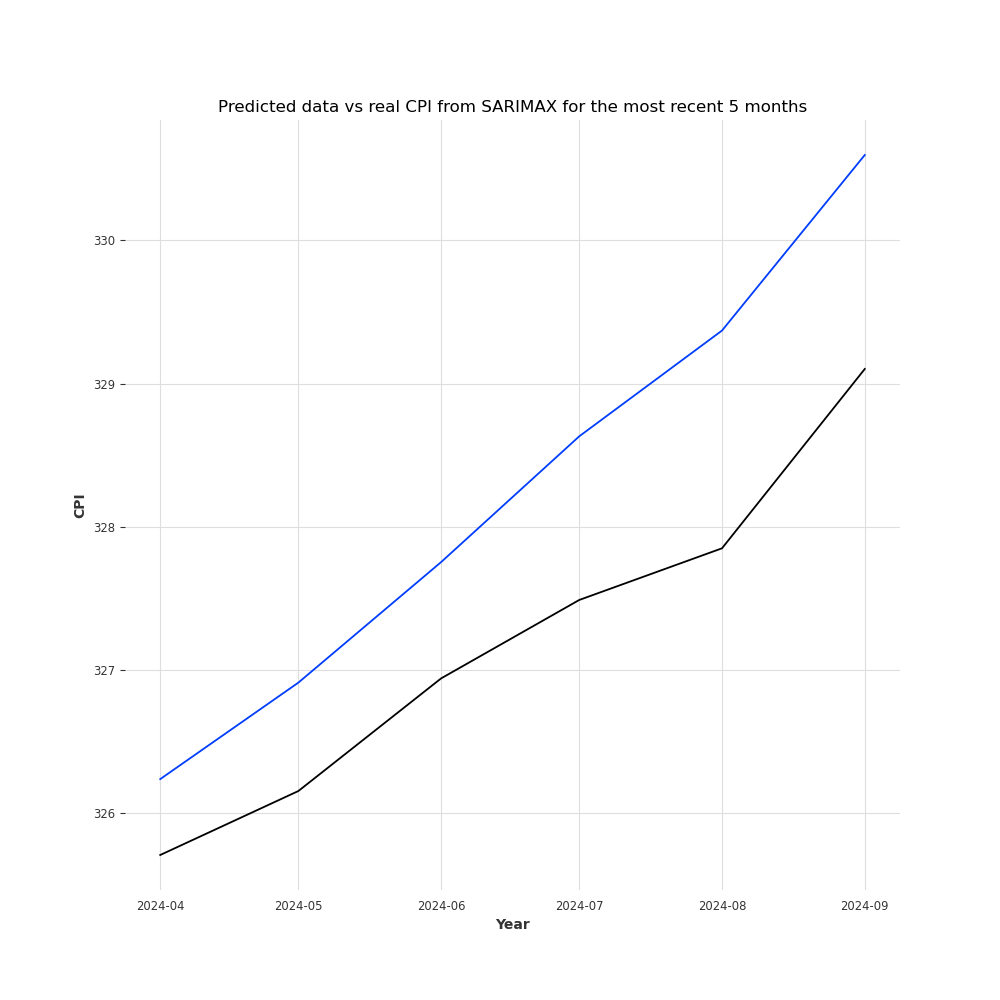 Predicted data vs real CPI from SARIMAX for the most recent 5 months
330
329
328
327
326
CPI
2024-04 2024-05 2024-06 2024-07 2024-08 2024-09
Year